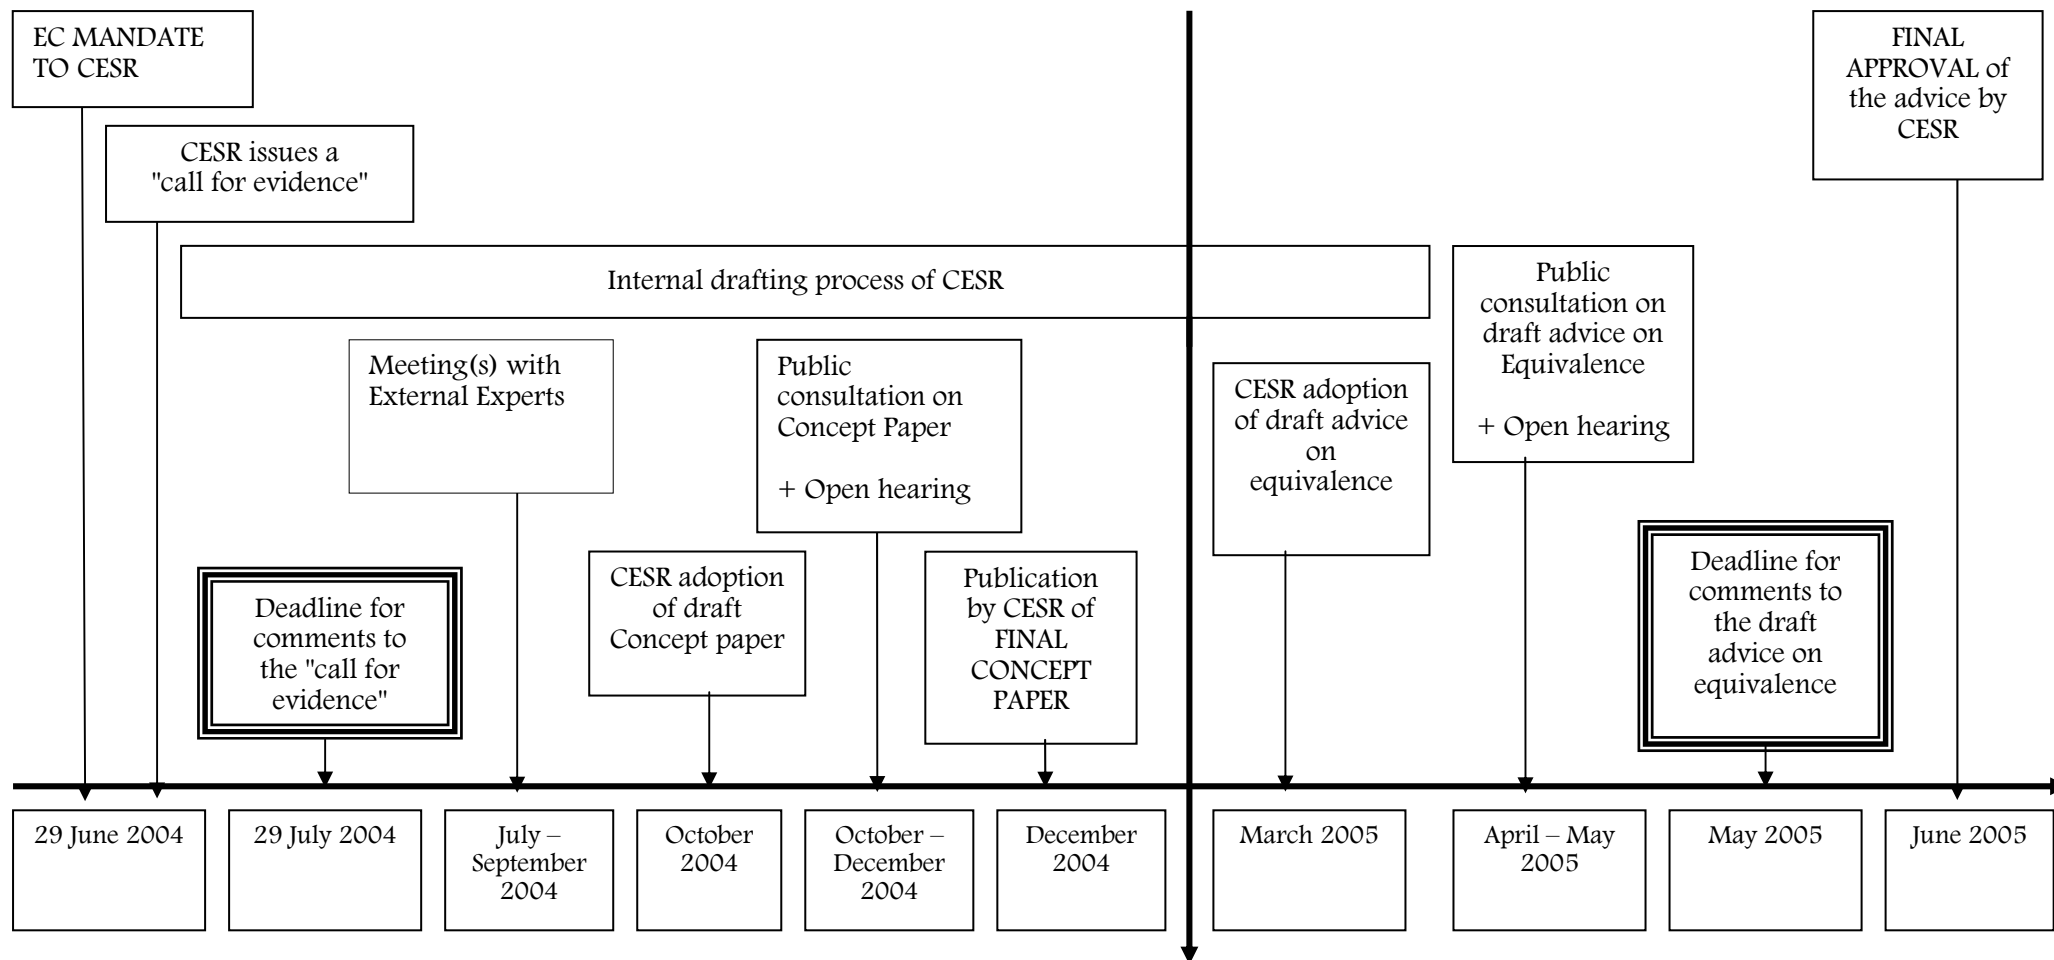 EC MANDATE
TO CESR
FINAL
APPROVAL of
the advice by
CESR
CESR issues a
"call for evidence"
Internal drafting process of CESR
Public
consultation on
draft advice on
Equivalence
+ Open hearing
Meeting(s) with
External Experts
Public
consultation on
Concept Paper
+ Open hearing
CESR adoption
of draft advice
on
equivalence
Deadline for
comments to
the "call for
evidence"
CESR adoption
of draft
Concept paper
Publication
by CESR of
FINAL
CONCEPT
PAPER
Deadline for
comments to
the draft
advice on
equivalence
29 June 2004
29 July 2004
July –
September
2004
October
2004
October –
December
2004
December
2004
March 2005
April – May
2005
May 2005
June 2005